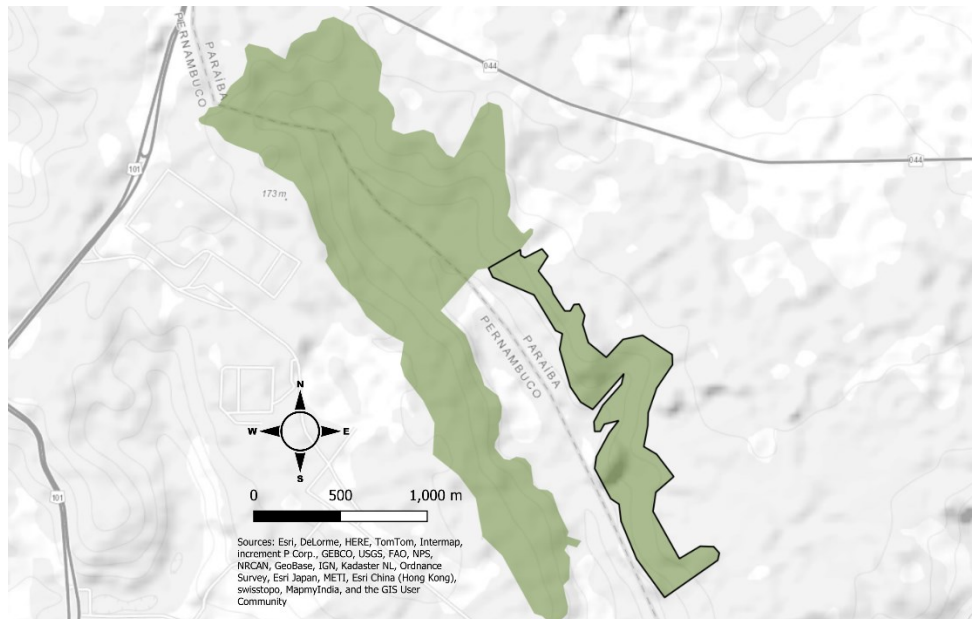 PERNAMBUCO
PARAÍBA
044
044
101
173m
PARAÍBA
PERNAMBUCO
N
W
E
S
101
0 500 1,000 m
Sources: Esri, DeLorme, HERE, TomTom, Intermap,
increment P Corp., GEBCO, USGS, FAO, NPS,
NRCAN, GeoBase, IGN, Kadaster NL, Ordnance
Survey, Esri Japan, METI, Esri China (Hong Kong),
swisstopo, MapmyIndia, and the GIS User
Community